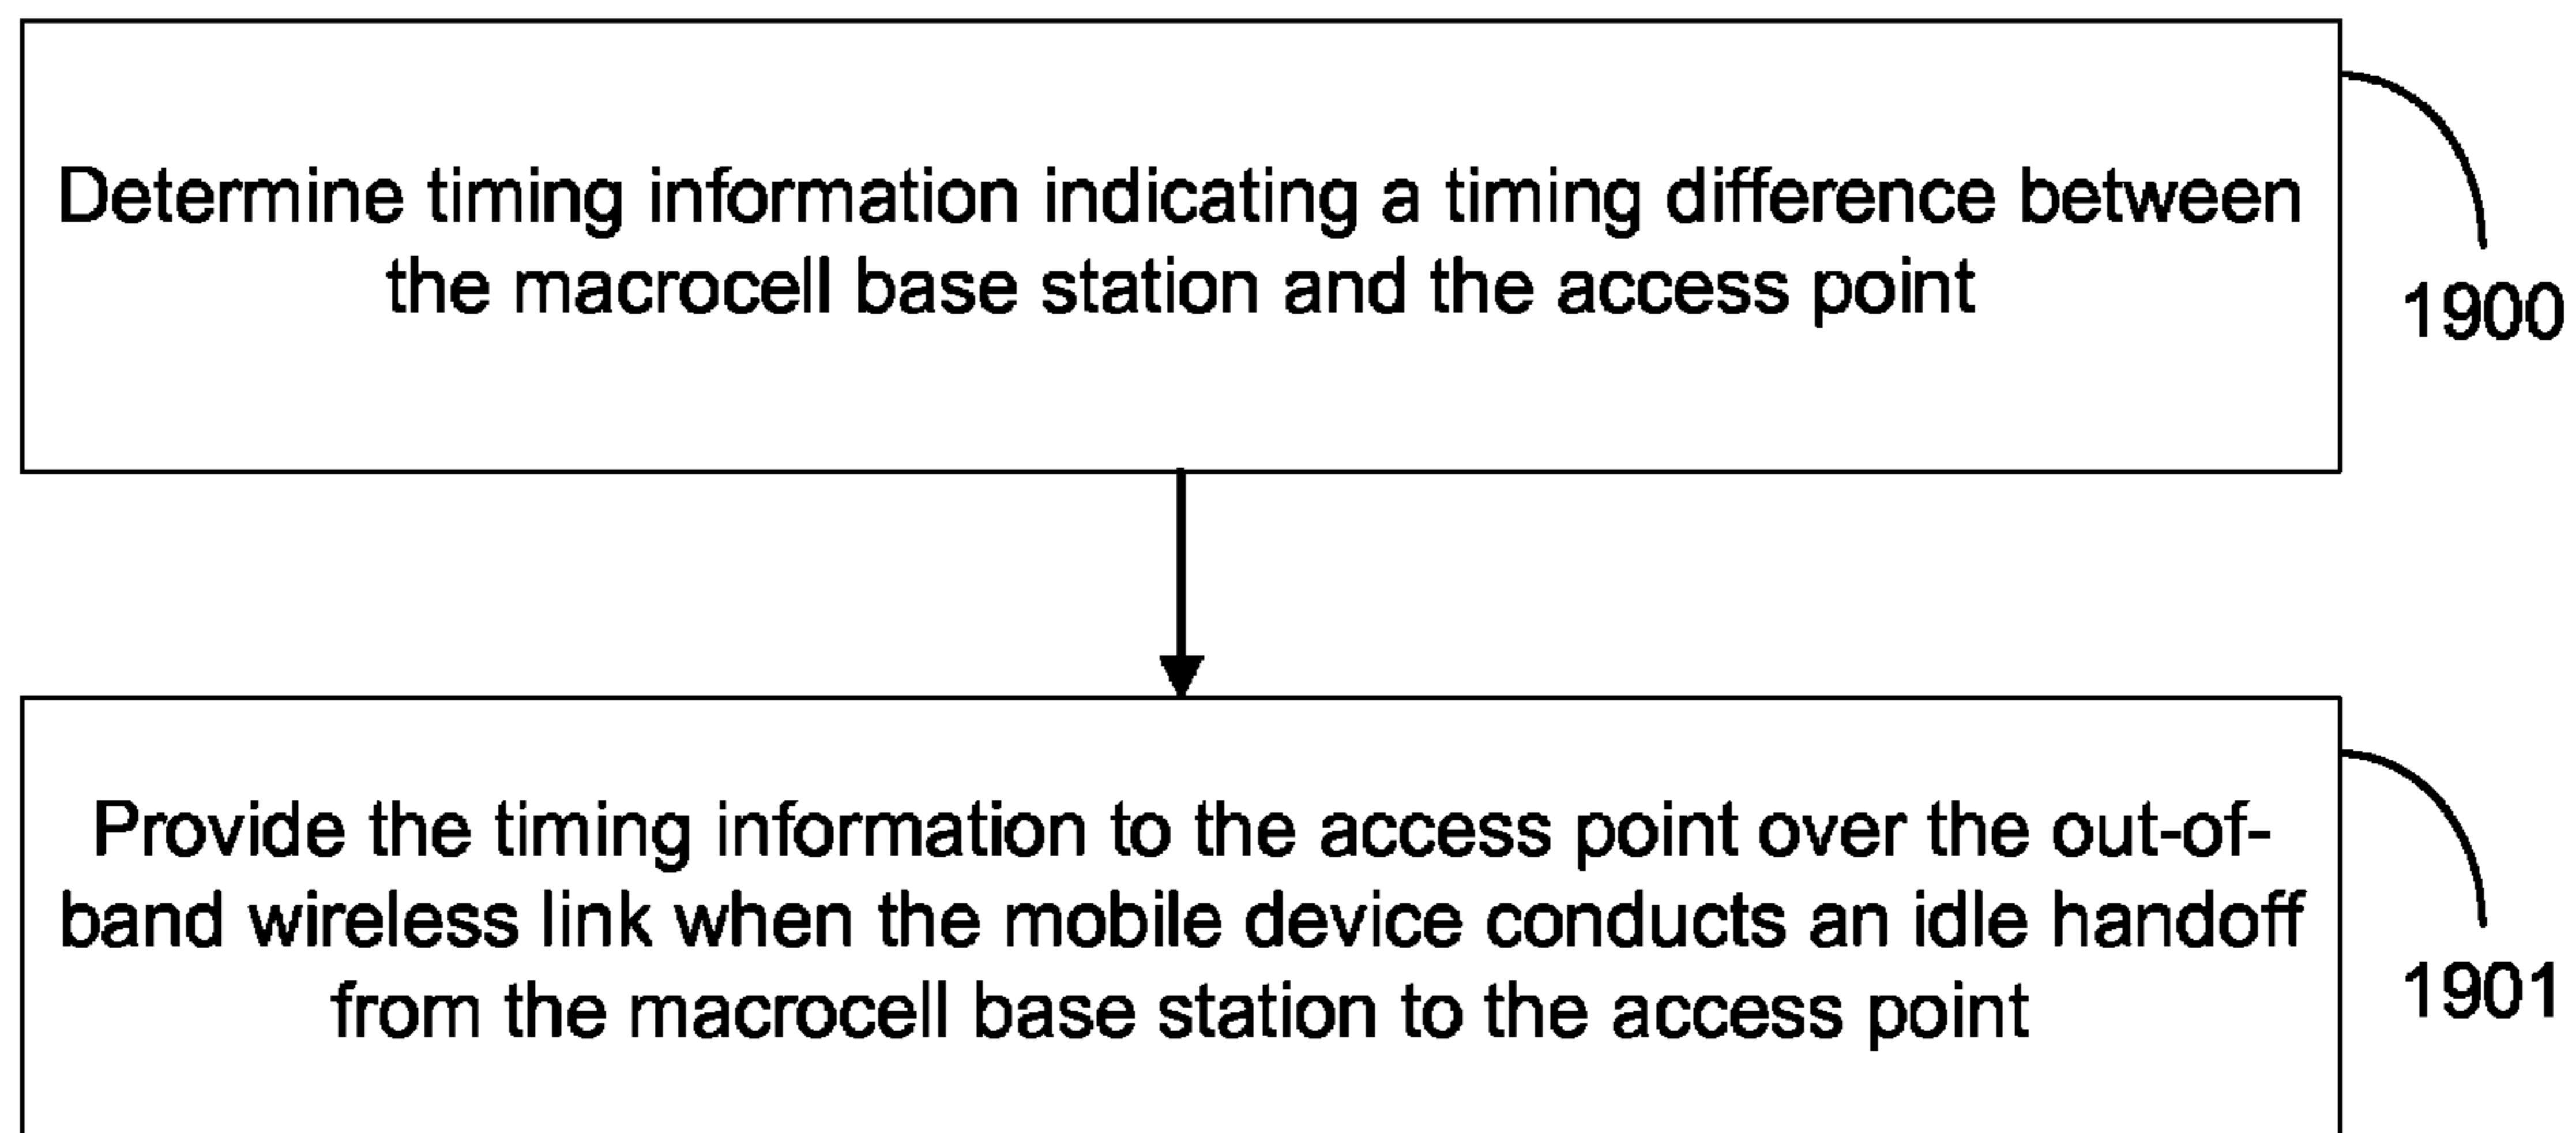 Determine timing information indicating a timing difference between
the macrocell base station and the access point
1900
Provide the timing information to the access point over the out-of-
band wireless link when the mobile device conducts an idle handoff
from the macrocell base station to the access point
1901